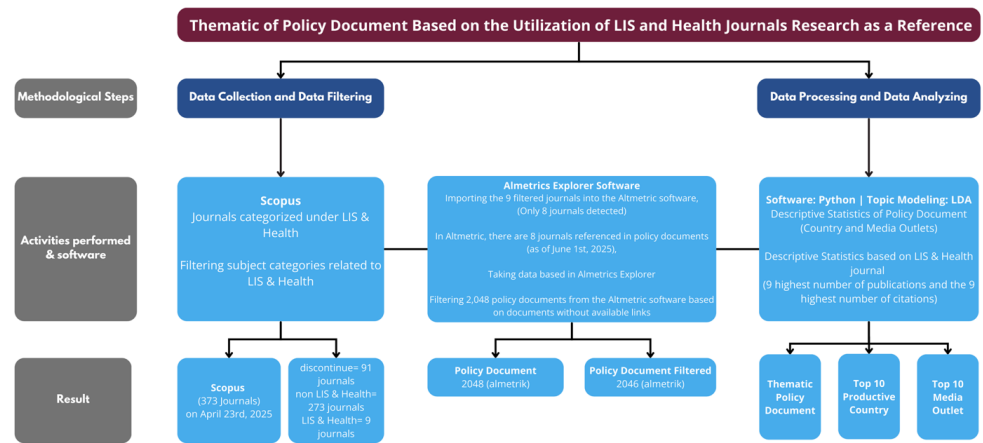 Thematic of Policy Document Based on the Utilization of LIS and Health Journals Research as a Reference
Methodological Steps
Data Collection and Data Filtering
Data Processing and Data Analyzing
Activities performed
& software
Scopus
Journals categorized under LIS &
Health
Filtering subject categories related to
LIS & Health
Almetrics Explorer Software
Importing the 9 filtered journals into the Altmetric software,
(Only 8 journals detected)
In Altmetric, there are 8 journals referenced in policy documents
(as of June 1st, 2025),
Taking data based in Almetrics Explorer
Filtering 2,048 policy documents from the Altmetric software based
on documents without available links
Software: Python | Topic Modeling: LDA
Descriptive Statistics of Policy Document
(Country and Media Outlets)
Descriptive Statistics based on LIS & Health
journal
(9 highest number of publications and the 9
highest number of citations)
Result
Scopus
(373 Journals)
on April 23rd, 2025
discontinue= 91
journals
non LIS & Health=
273 journals
LIS & Health= 9
journals
Policy Document
2048 (almetrik)
Policy Document Filtered
2046 (almetrik)
Thematic
Policy
Document
Top 10
Productive
Country
Top 10
Media
Outlet